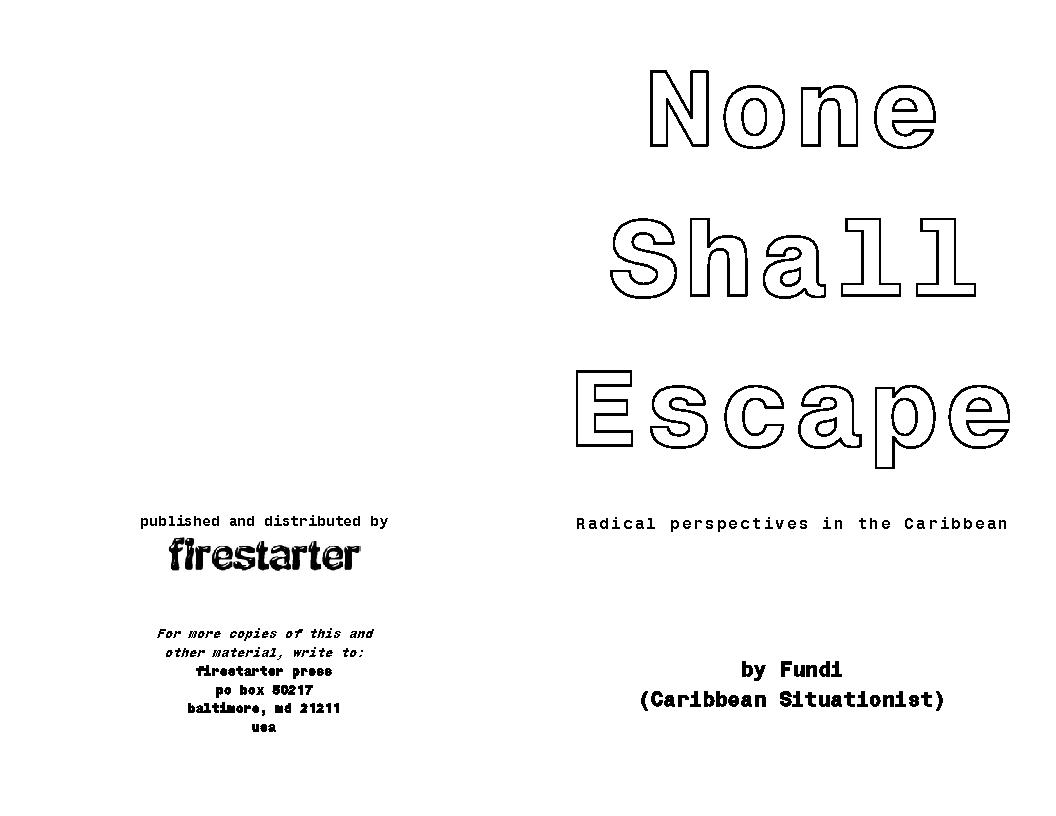 published and distributed by
firestarter
For more copies of this and
other material, write to:
firestarter press
po box 50217
baltimore, md 21211
usa
None
Shall
Escape
Radical perspectives in the Caribbean
by Fundi
(Caribbean Situationist)